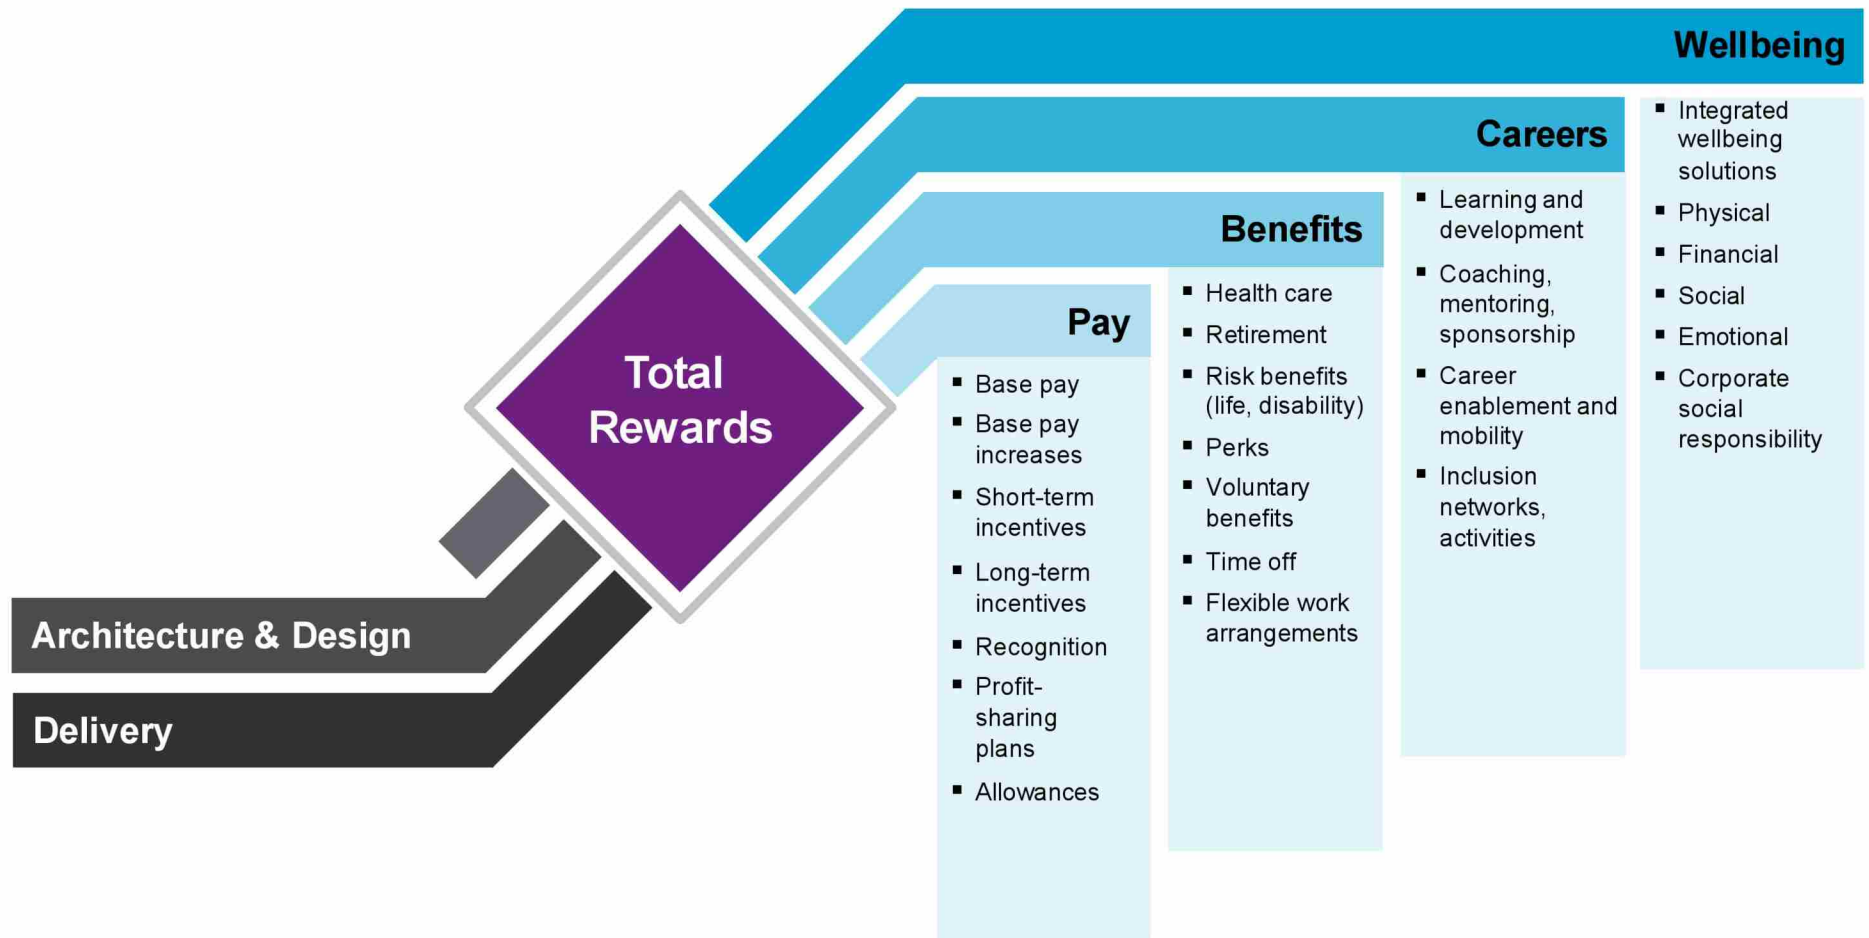 Wellbeing
▪ Integrated
wellbeing
solutions
▪ Physical
▪ Financial
▪ Social
▪ Emotional
▪ Corporate
social
responsibility
Careers
▪ Learning and
development
▪ Coaching,
mentoring,
sponsorship
▪ Career
enablement and
mobility
▪ Inclusion
networks,
activities
Benefits
▪ Health care
▪ Retirement
▪ Risk benefits
(life, disability)
▪ Perks
▪ Voluntary
benefits
▪ Time off
▪ Flexible work
arrangements
Pay
▪ Base pay
▪ Base pay
increases
▪ Short-term
incentives
▪ Long-term
incentives
▪ Recognition
▪ Profit-
sharing
plans
▪ Allowances
Total
Rewards
Architecture & Design
Delivery